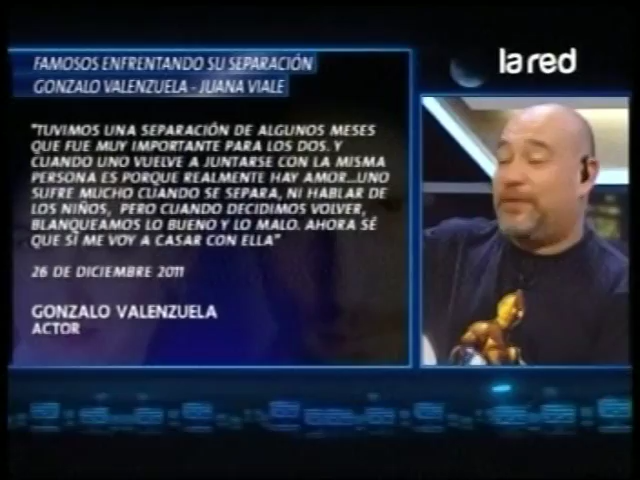 FAMOSOS ENFRENTANDO SU SEPARACIÓN
GONZALO VALENZUELA - JUANA VIALE
la red
"TUVIMOS UNA SEPARACIÓN DE ALGUNOS MESES
QUE FUE MUY IMPORTANTE PARA LOS DOS. Y
CUANDO UNO VUELVE A JUNTARSE CON LA MISMA
PERSONA ES PORQUE REALMENTE HAY AMOR...UNO
SUFRE MUCHO CUANDO SE SEPARA, NI HABLAR DE
LOS NIÑOS, PERO CUANDO DECIDIMOS VOLVER,
BLANQUEAMOS LO BUENO Y LO MALO. AHORA SÉ
QUE SÍ ME VOY A CASAR CON ELLA"
26 DE DICIEMBRE 2011
GONZALO VALENZUELA
ACTOR